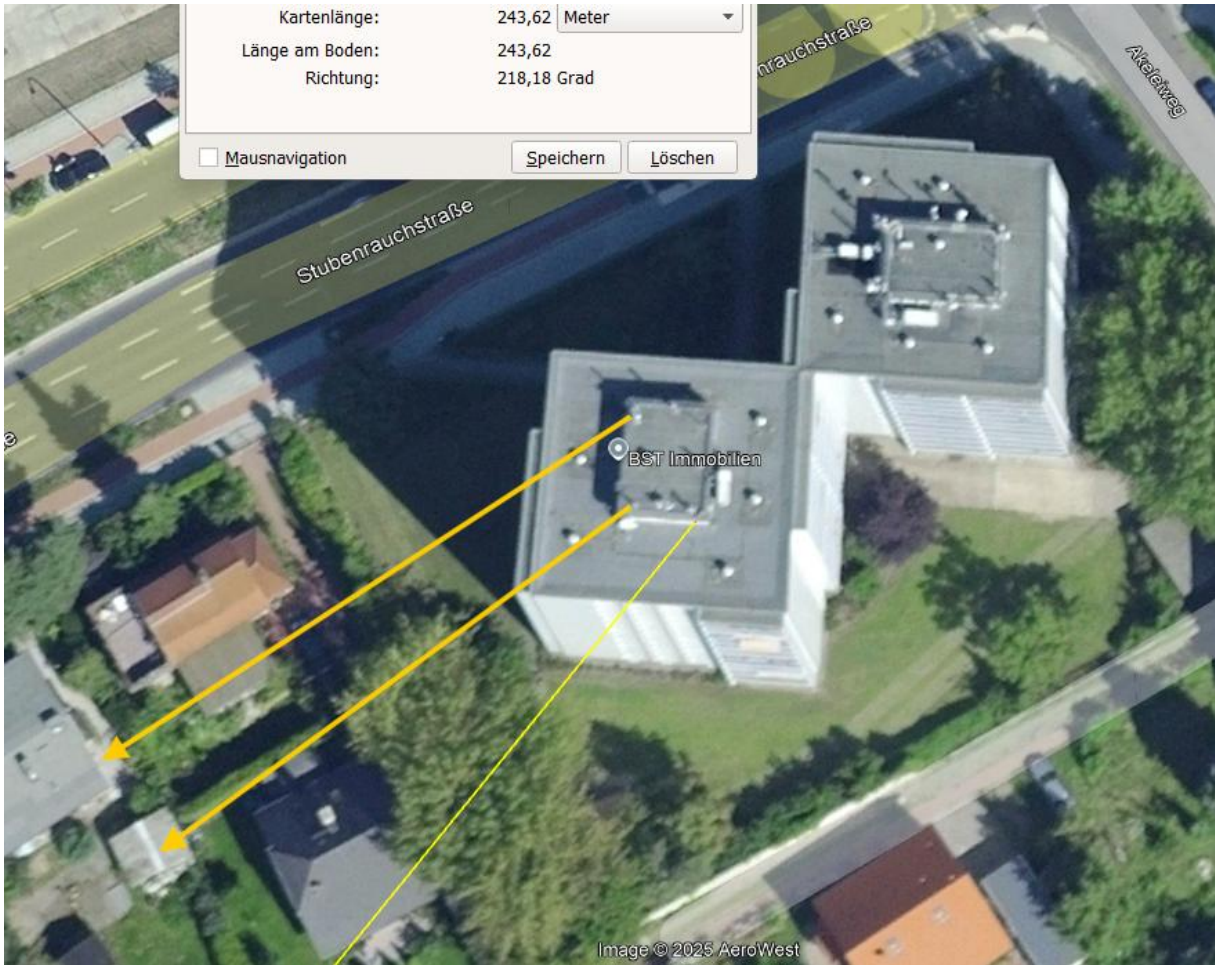 Kartenlänge: 243,62 Meter
Länge am Boden: 243,62
Richtung: 218,18 Grad
Mausnavigation Speichern Löschen
nrauchstraße
Akeleiweg
Stubenrauchstraße
BST Immobilien
Image © 2025 AeroWest